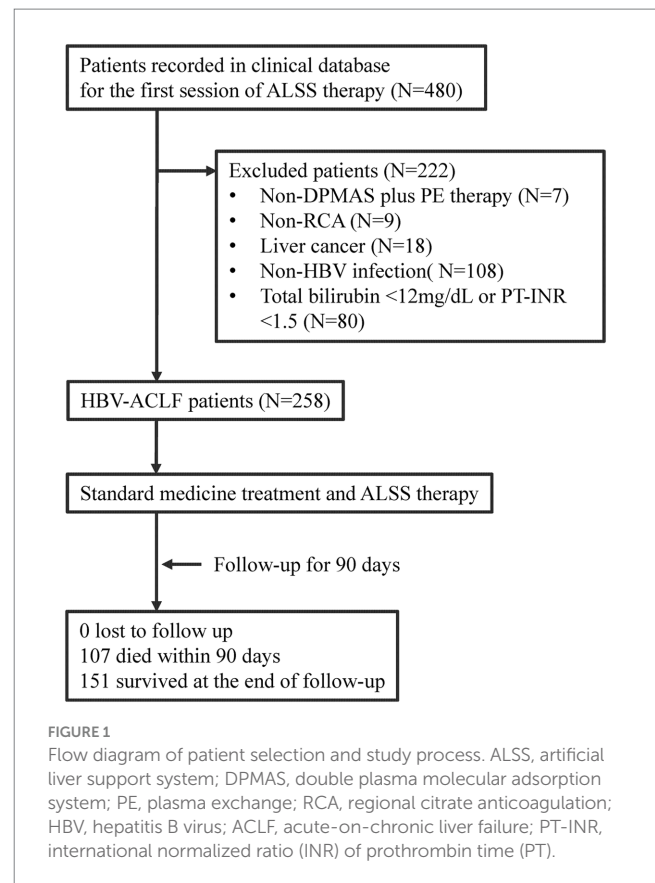 Patients recorded in clinical database
for the first session of ALSS therapy (N=480)
Excluded patients (N=222)
• Non-DPMAS plus PE therapy (N=7)
• Non-RCA (N=9)
• Liver cancer (N=18)
• Non-HBV infection( N=108)
• Total bilirubin <12mg/dL or PT-INR
<1.5 (N=80)
HBV-ACLF patients (N=258)
Standard medicine treatment and ALSS therapy
Follow-up for 90 days
0 lost to follow up
107 died within 90 days
151 survived at the end of follow-up
FIGURE 1
Flow diagram of patient selection and study process. ALSS, artificial
liver support system; DPMAS, double plasma molecular adsorption
system; PE, plasma exchange; RCA, regional citrate anticoagulation;
HBV, hepatitis B virus; ACLF, acute-on-chronic liver failure; PT-INR,
international normalized ratio (INR) of prothrombin time (PT).